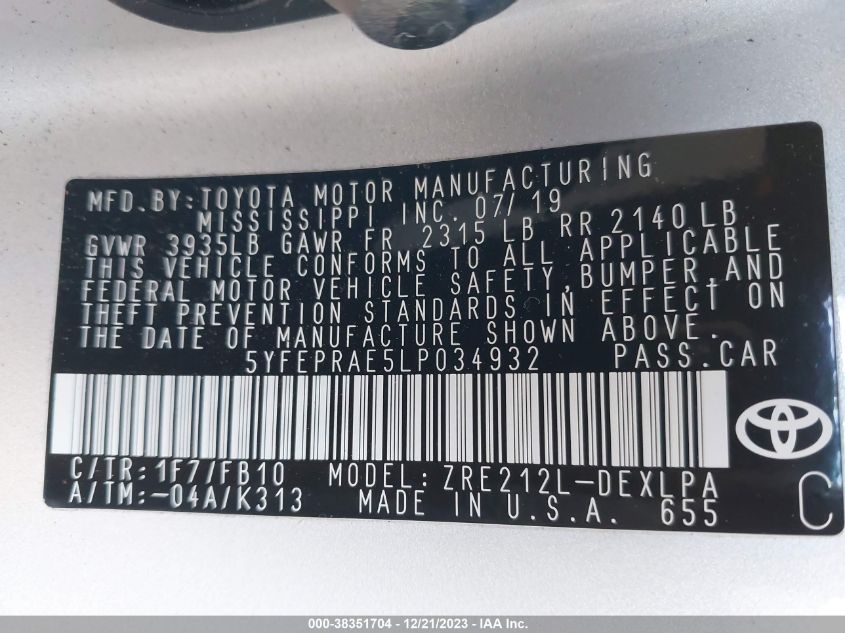 MFD.BY:TOYOTA MOTOR MANUFACTURING
MISSISSIPPI INC. 07/19
GVWR 3935LB GAWR FR 2315 LB RR 2140 LB
THIS VEHICLE CONFORMS TO ALL APPLICABLE
FEDERAL MOTOR VEHICLE SAFETY,BUMPER,AND
THEFT PREVENTION STANDARDS IN EFFECT ON
THE DATE OF MANUFACTURE SHOWN ABOVE.
5YFEPRAE5LP034932 PASS.CAR
C/TR:1F7/FB10 MODEL:ZRE212L-DEXLPA
A/TM:-04A/K313 MADE IN U.S.A. 655 C
000-38351704 - 12/21/2023 - IAA Inc.